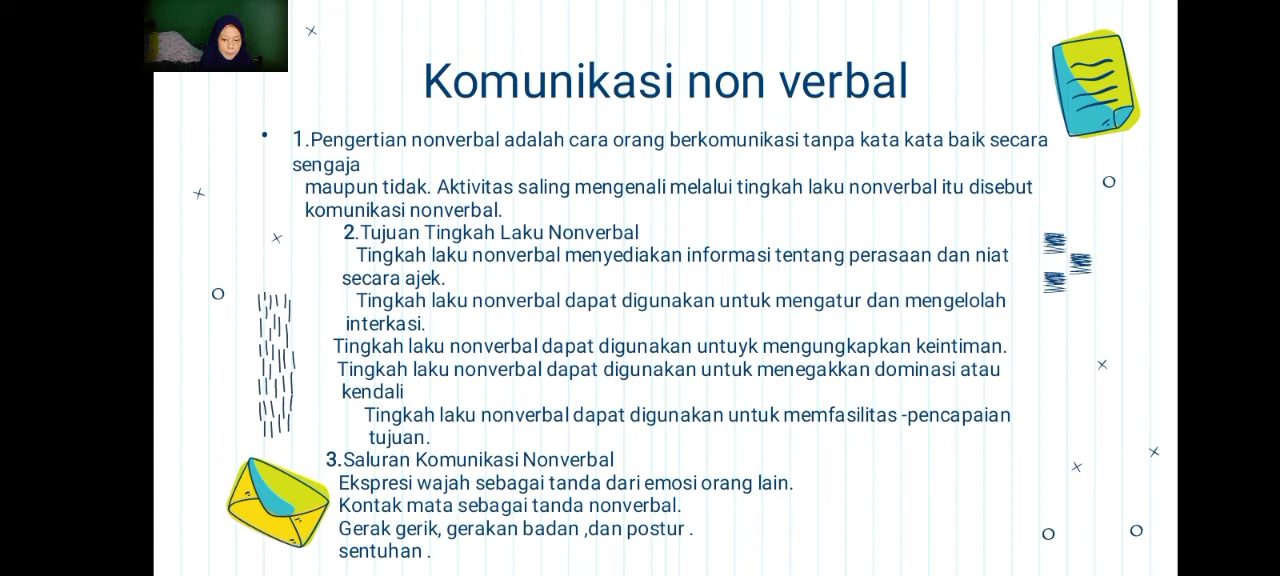 Komunikasi non verbal
• 1.Pengertian nonverbal adalah cara orang berkomunikasi tanpa kata kata baik secara
sengaja
maupun tidak. Aktivitas saling mengenali melalui tingkah laku nonverbal itu disebut
komunikasi nonverbal.
2.Tujuan Tingkah Laku Nonverbal
Tingkah laku nonverbal menyediakan informasi tentang perasaan dan niat
secara ajek.
Tingkah laku nonverbal dapat digunakan untuk mengatur dan mengelolah
interkasi.
Tingkah laku nonverbal dapat digunakan untuyk mengungkapkan keintiman.
Tingkah laku nonverbal dapat digunakan untuk menegakkan dominasi atau
kendali
Tingkah laku nonverbal dapat digunakan untuk memfasilitas -pencapaian
tujuan.
3.Saluran Komunikasi Nonverbal
Ekspresi wajah sebagai tanda dari emosi orang lain.
Kontak mata sebagai tanda nonverbal.
Gerak gerik, gerakan badan ,dan postur .
sentuhan .